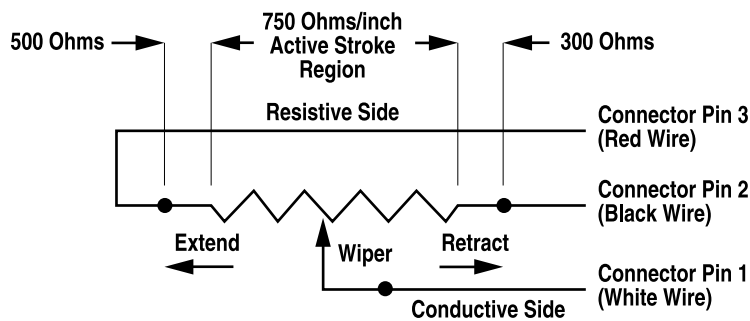 500 Ohms
750 Ohms/inch
Active Stroke
Region
300 Ohms
Resistive Side
Connector Pin 3
(Red Wire)
Connector Pin 2
(Black Wire)
Extend
Wiper
Retract
Connector Pin 1
(White Wire)
Conductive Side